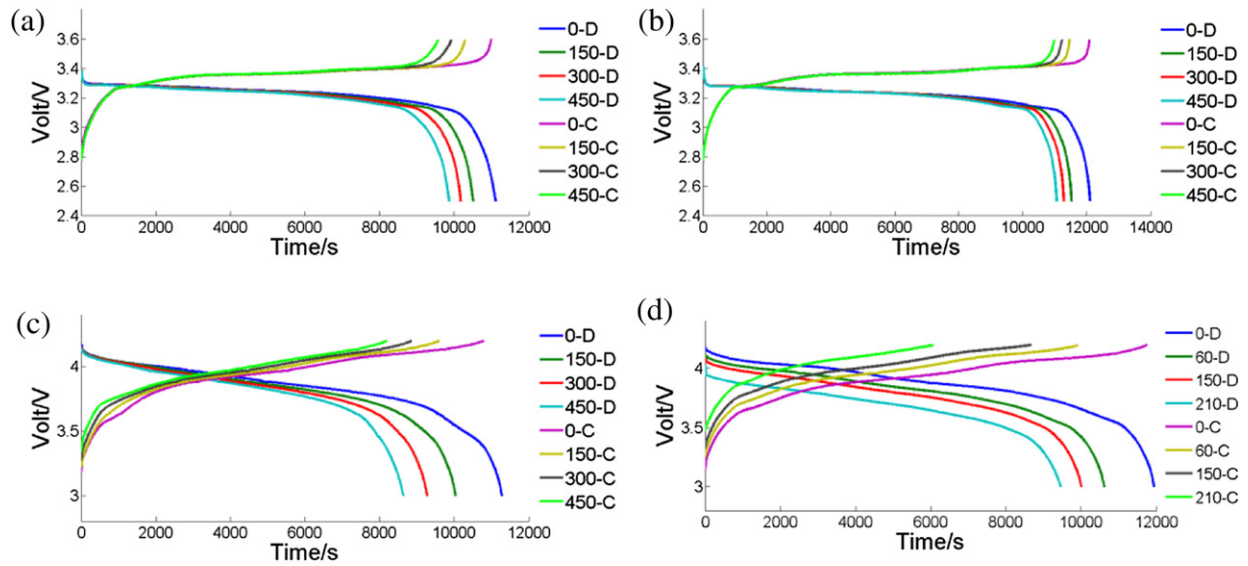 (a)
Volt/V
3.6
3.4
3.2
3
2.8
2.6
2.4
0
2000
4000
6000
8000
10000
12000
Time/s
0-D
150-D
300-D
450-D
0-C
150-C
300-C
450-C
(b)
Volt/V
3.6
3.4
3.2
3
2.8
2.6
2.4
0
2000
4000
6000
8000
10000
12000
14000
Time/s
0-D
150-D
300-D
450-D
0-C
150-C
300-C
450-C
(c)
Volt/V
4
3.5
3
0
2000
4000
6000
8000
10000
12000
Time/s
0-D
150-D
300-D
450-D
0-C
150-C
300-C
450-C
(d)
Volt/V
4
3.5
3
0
2000
4000
6000
8000
10000
12000
Time/s
0-D
60-D
150-D
210-D
0-C
60-C
150-C
210-C